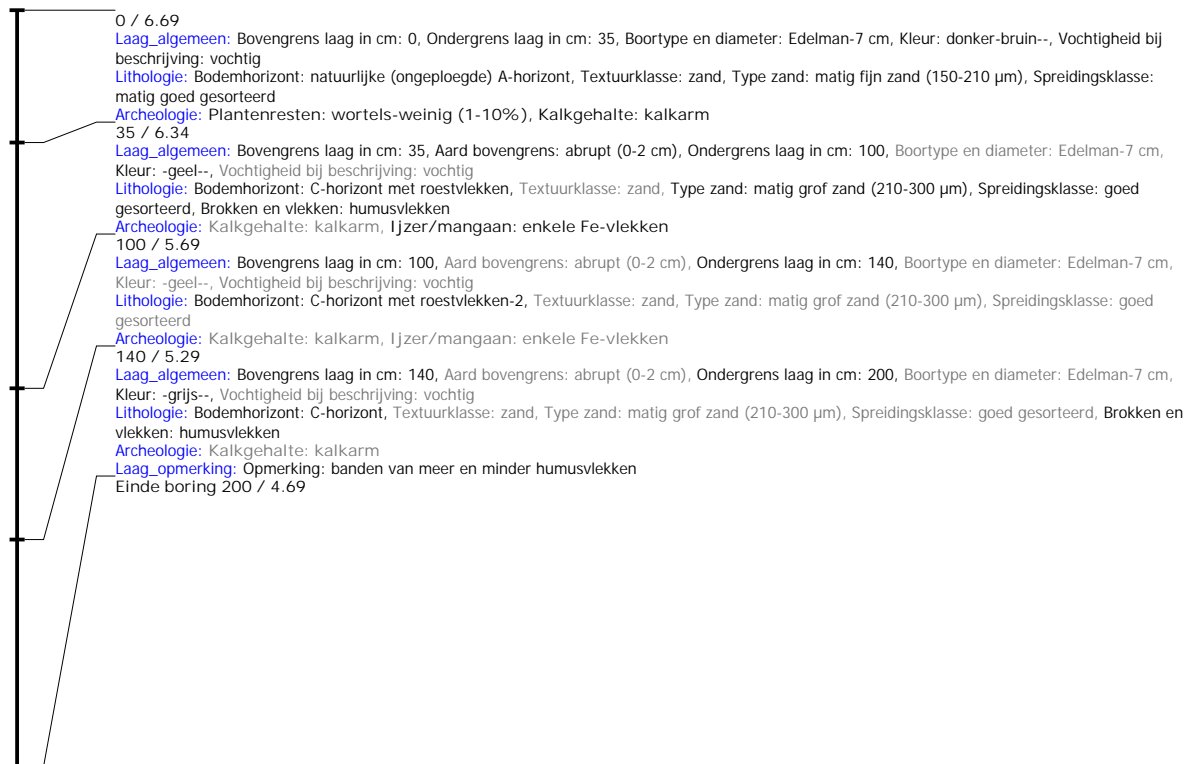 0 / 6.69
Laag_algemeen: Bovengrens laag in cm: 0, Ondergrens laag in cm: 35, Boortype en diameter: Edelman-7 cm, Kleur: donker-bruin--, Vochtigheid bij
beschrijving: vochtig
Lithologie: Bodemhorizont: natuurlijke (ongeploegde) A-horizont, Textuurklasse: zand, Type zand: matig fijn zand (150-210 µm), Spreidingsklasse:
matig goed gesorteerd
Archeologie: Plantenresten: wortels-weinig (1-10%), Kalkgehalte: kalkarm
35 / 6.34
Laag_algemeen: Bovengrens laag in cm: 35, Aard bovengrens: abrupt (0-2 cm), Ondergrens laag in cm: 100, Boortype en diameter: Edelman-7 cm,
Kleur: -geel--, Vochtigheid bij beschrijving: vochtig
Lithologie: Bodemhorizont: C-horizont met roestvlekken, Textuurklasse: zand, Type zand: matig grof zand (210-300 µm), Spreidingsklasse: goed
gesorteerd, Brokken en vlekken: humusvlekken
Archeologie: Kalkgehalte: kalkarm, Ijzer/mangaan: enkele Fe-vlekken
100 / 5.69
Laag_algemeen: Bovengrens laag in cm: 100, Aard bovengrens: abrupt (0-2 cm), Ondergrens laag in cm: 140, Boortype en diameter: Edelman-7 cm,
Kleur: -geel--, Vochtigheid bij beschrijving: vochtig
Lithologie: Bodemhorizont: C-horizont met roestvlekken-2, Textuurklasse: zand, Type zand: matig grof zand (210-300 µm), Spreidingsklasse: goed
gesorteerd
Archeologie: Kalkgehalte: kalkarm, Ijzer/mangaan: enkele Fe-vlekken
140 / 5.29
Laag_algemeen: Bovengrens laag in cm: 140, Aard bovengrens: abrupt (0-2 cm), Ondergrens laag in cm: 200, Boortype en diameter: Edelman-7 cm,
Kleur: -grijs--, Vochtigheid bij beschrijving: vochtig
Lithologie: Bodemhorizont: C-horizont, Textuurklasse: zand, Type zand: matig grof zand (210-300 µm), Spreidingsklasse: goed gesorteerd, Brokken en
vlekken: humusvlekken
Archeologie: Kalkgehalte: kalkarm
Laag_opmerking: Opmerking: banden van meer en minder humusvlekken
Einde boring 200 / 4.69